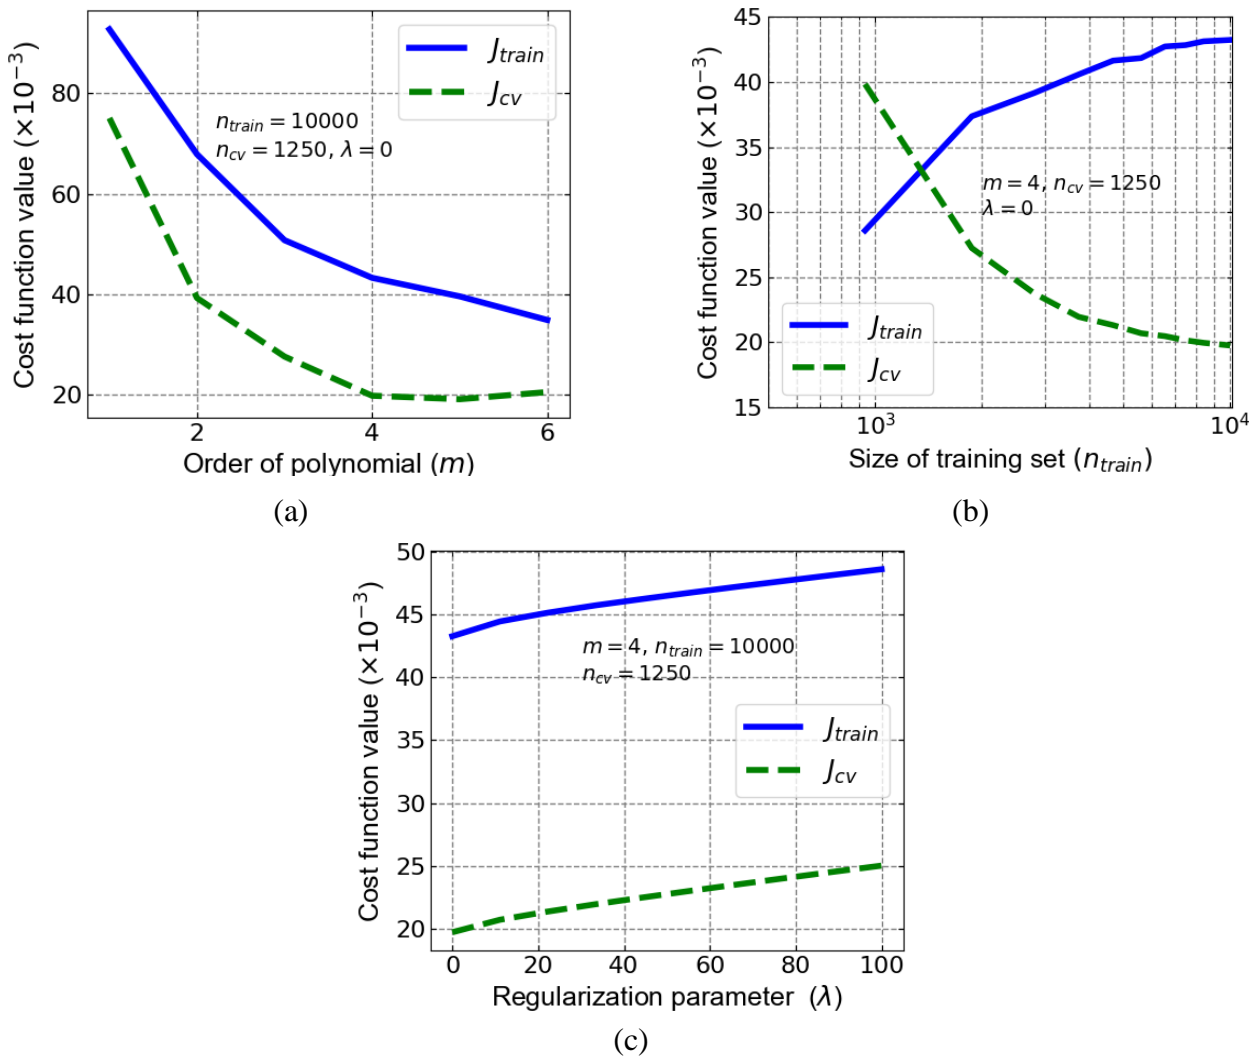 Cost function value (×10⁻³)
80
60
40
20
J_train
J_cv
n_train = 10000
n_cv = 1250, λ = 0
2 4 6
Order of polynomial (m)
(a)
Cost function value (×10⁻³)
45
40
35
30
25
20
15
m = 4, n_cv = 1250
λ = 0
J_train
J_cv
10³ 10⁴
Size of training set (n_train)
(b)
Cost function value (×10⁻³)
50
45
40
35
30
25
20
m = 4, n_train = 10000
n_cv = 1250
J_train
J_cv
0 20 40 60 80 100
Regularization parameter (λ)
(c)